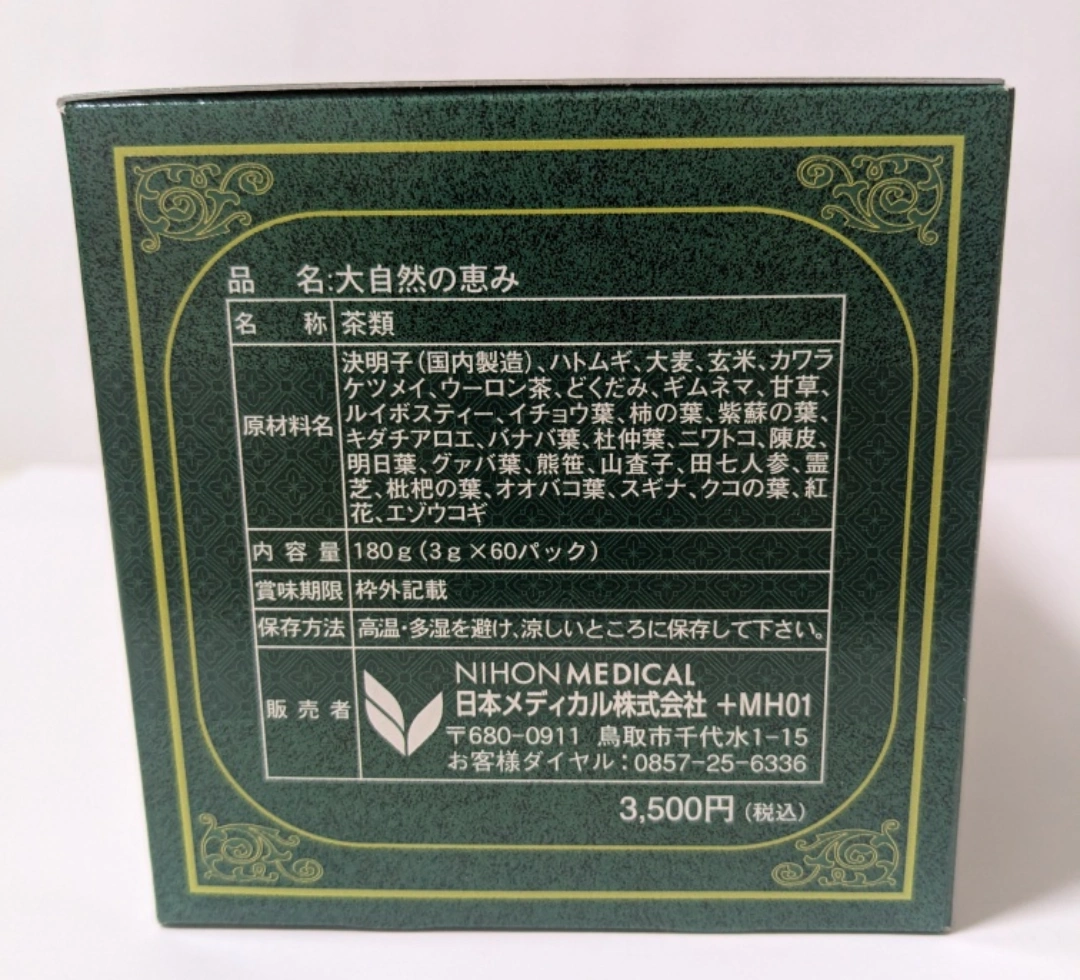 品　名:大自然の恵み
名　称 茶類
原材料名 決明子(国内製造)、ハトムギ、大麦、玄米、カワラ
ケツメイ、ウーロン茶、どくだみ、ギムネマ、甘草、
ルイボスティー、イチョウ葉、柿の葉、紫蘇の葉、
キダチアロエ、バナバ葉、杜仲葉、ニワトコ、陳皮、
明日葉、グァバ葉、熊笹、山査子、田七人参、霊
芝、枇杷の葉、オオバコ葉、スギナ、クコの葉、紅
花、エゾウコギ
内容量 180g(3g×60パック)
賞味期限 枠外記載
保存方法 高温・多湿を避け、涼しいところに保存して下さい。
販売者 NIHON MEDICAL
日本メディカル株式会社 +MH01
〒680-0911 鳥取市千代水1-15
お客様ダイヤル:0857-25-6336
3,500円(税込)